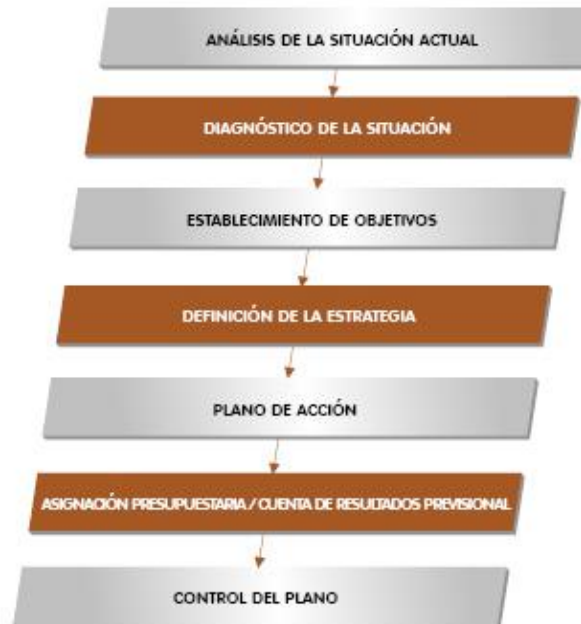 ANÁLISIS DE LA SITUACIÓN ACTUAL
DIAGNÓSTICO DE LA SITUACIÓN
ESTABLECIMIENTO DE OBJETIVOS
DEFINICIÓN DE LA ESTRATEGIA
PLANO DE ACCIÓN
ASIGNACIÓN PRESUPUESTARIA / CUENTA DE RESULTADOS PREVISIONAL
CONTROL DEL PLANO